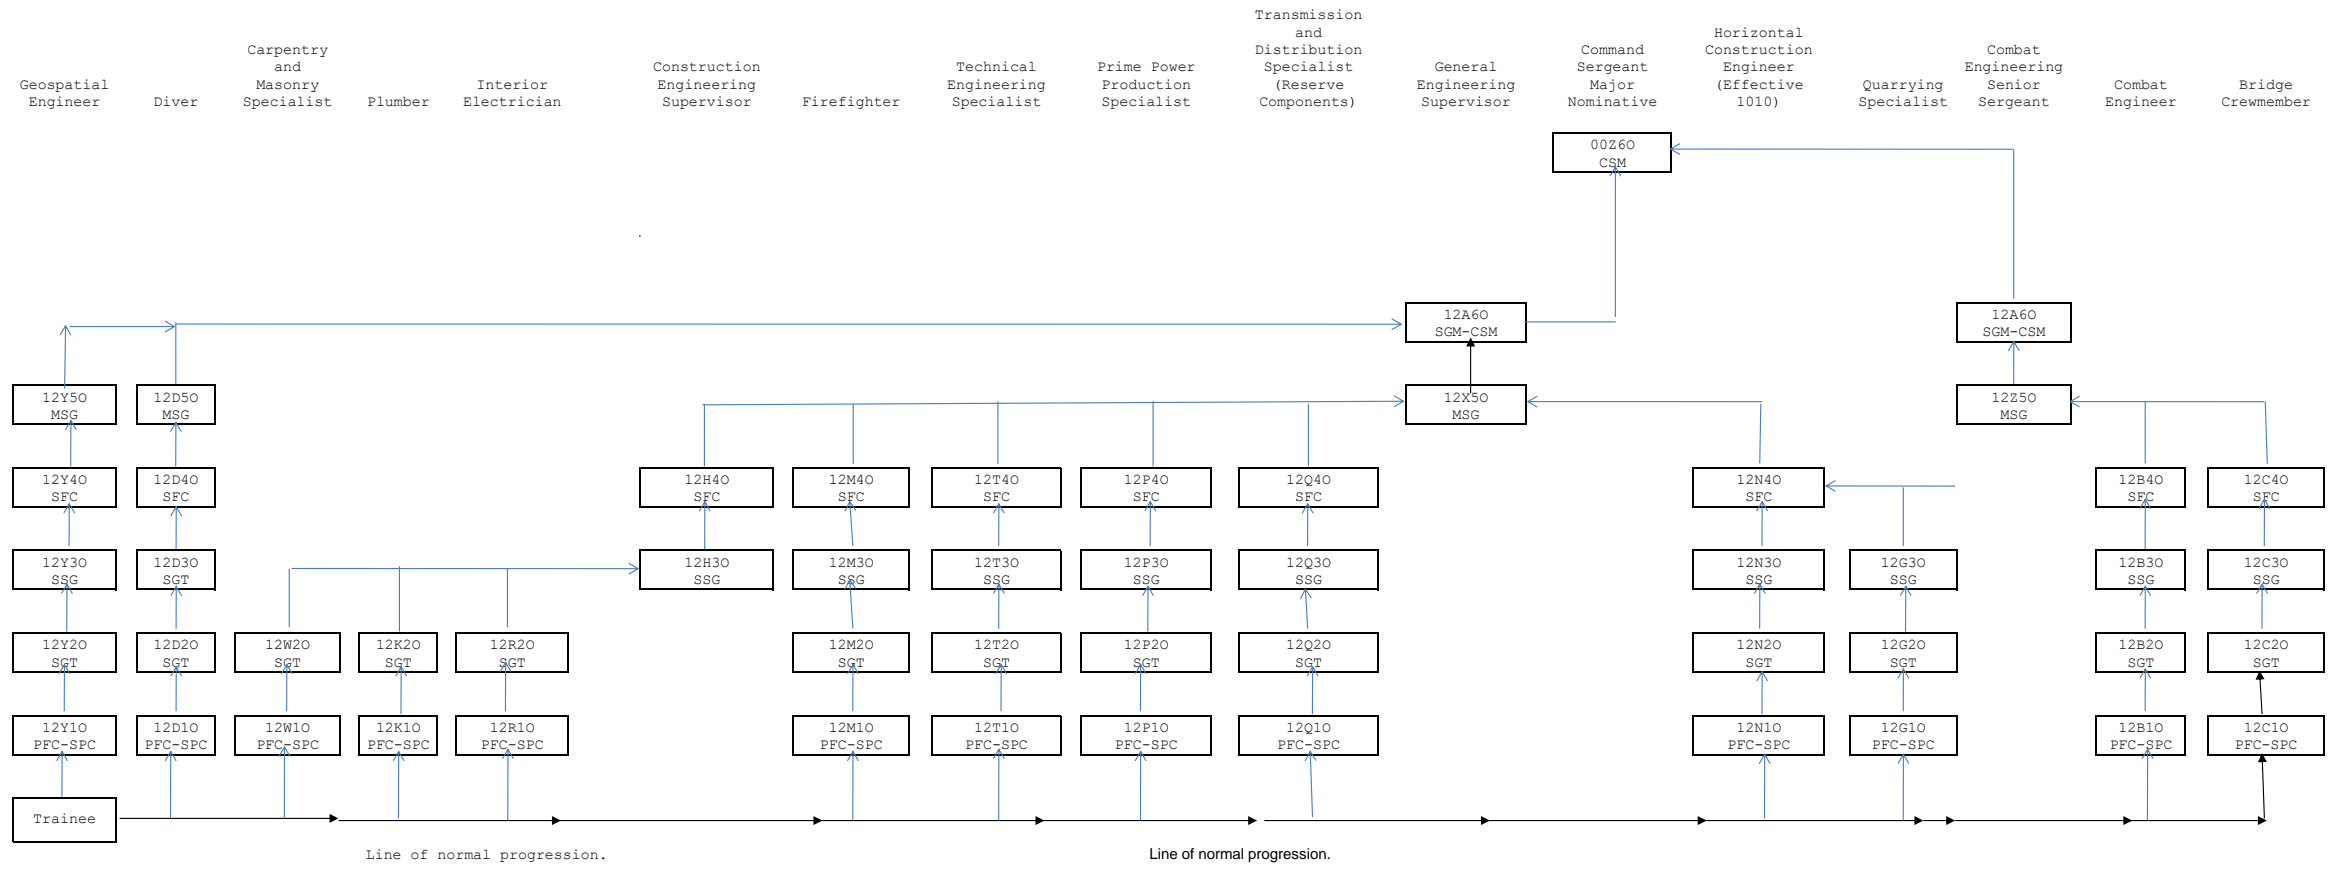 Geospatial
Engineer
Diver
Carpentry
and
Masonry
Specialist
Plumber
Interior
Electrician
Construction
Engineering
Supervisor
Firefighter
Technical
Engineering
Specialist
Prime Power
Production
Specialist
Transmission
and
Distribution
Specialist
(Reserve
Components)
General
Engineering
Supervisor
Command
Sergeant
Major
Nominative
Horizontal
Construction
Engineer
(Effective
1010)
Quarrying
Specialist
Combat
Engineering
Senior
Sergeant
Combat
Engineer
Bridge
Crewmember
00Z6O
CSM
12A6O
SGM-CSM
12A6O
SGM-CSM
12Y5O
MSG
12D5O
MSG
12X5O
MSG
12Z5O
MSG
12Y4O
SFC
12D4O
SFC
12H4O
SFC
12M4O
SFC
12T4O
SFC
12P4O
SFC
12Q4O
SFC
12N4O
SFC
12B4O
SFC
12C4O
SFC
12Y3O
SSG
12D3O
SGT
12H3O
SSG
12M3O
SSG
12T3O
SSG
12P3O
SSG
12Q3O
SSG
12N3O
SSG
12G3O
SSG
12B3O
SSG
12C3O
SSG
12Y2O
SGT
12D2O
SGT
12W2O
SGT
12K2O
SGT
12R2O
SGT
12M2O
SGT
12T2O
SGT
12P2O
SGT
12Q2O
SGT
12N2O
SGT
12G2O
SGT
12B2O
SGT
12C2O
SGT
12Y1O
PFC-SPC
12D1O
PFC-SPC
12W1O
PFC-SPC
12K1O
PFC-SPC
12R1O
PFC-SPC
12M1O
PFC-SPC
12T1O
PFC-SPC
12P1O
PFC-SPC
12Q1O
PFC-SPC
12N1O
PFC-SPC
12G1O
PFC-SPC
12B1O
PFC-SPC
12C1O
PFC-SPC
Trainee
Line of normal progression.
Line of normal progression.